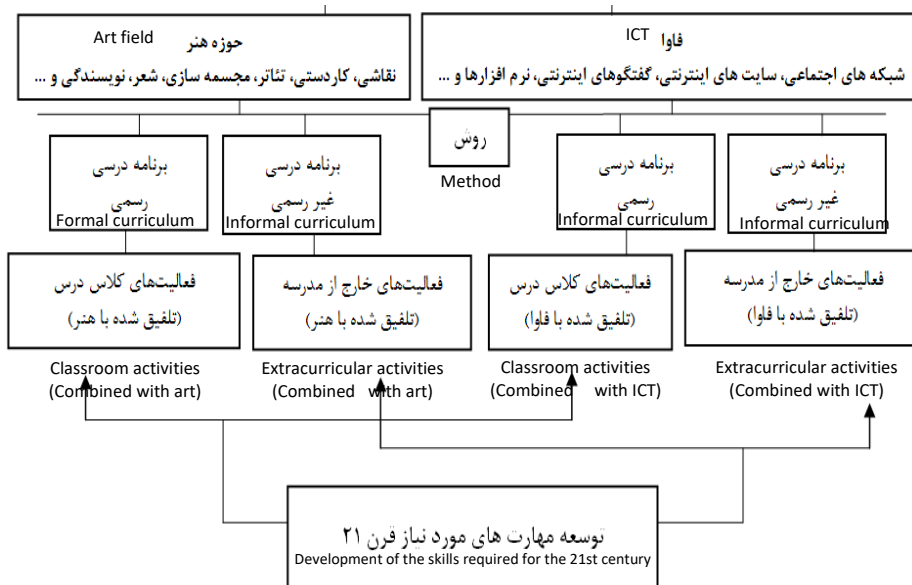 Art field
حوزه هنر
نقاشی، کاردستی، تئاتر، مجسمه سازی، شعر، نویسندگی و ...
ICT
فاوا
شبکه های اجتماعی، سایت های اینترنتی، گفتگوهای اینترنتی، نرم افزارها و ...
روش
Method
برنامه درسی
رسمی
Formal curriculum
برنامه درسی
غیر رسمی
Informal curriculum
برنامه درسی
رسمی
Informal curriculum
برنامه درسی
غیر رسمی
Informal curriculum
فعالیت‌های کلاس درس
(تلفیق شده با هنر)
Classroom activities
(Combined with art)
فعالیت‌های خارج از مدرسه
(تلفیق شده با هنر)
Extracurricular activities
(Combined with art)
فعالیت‌های کلاس درس
(تلفیق شده با فاوا)
Classroom activities
(Combined with ICT)
فعالیت‌های خارج از مدرسه
(تلفیق شده با فاوا)
Extracurricular activities
(Combined with ICT)
توسعه مهارت های مورد نیاز قرن ۲۱
Development of the skills required for the 21st century